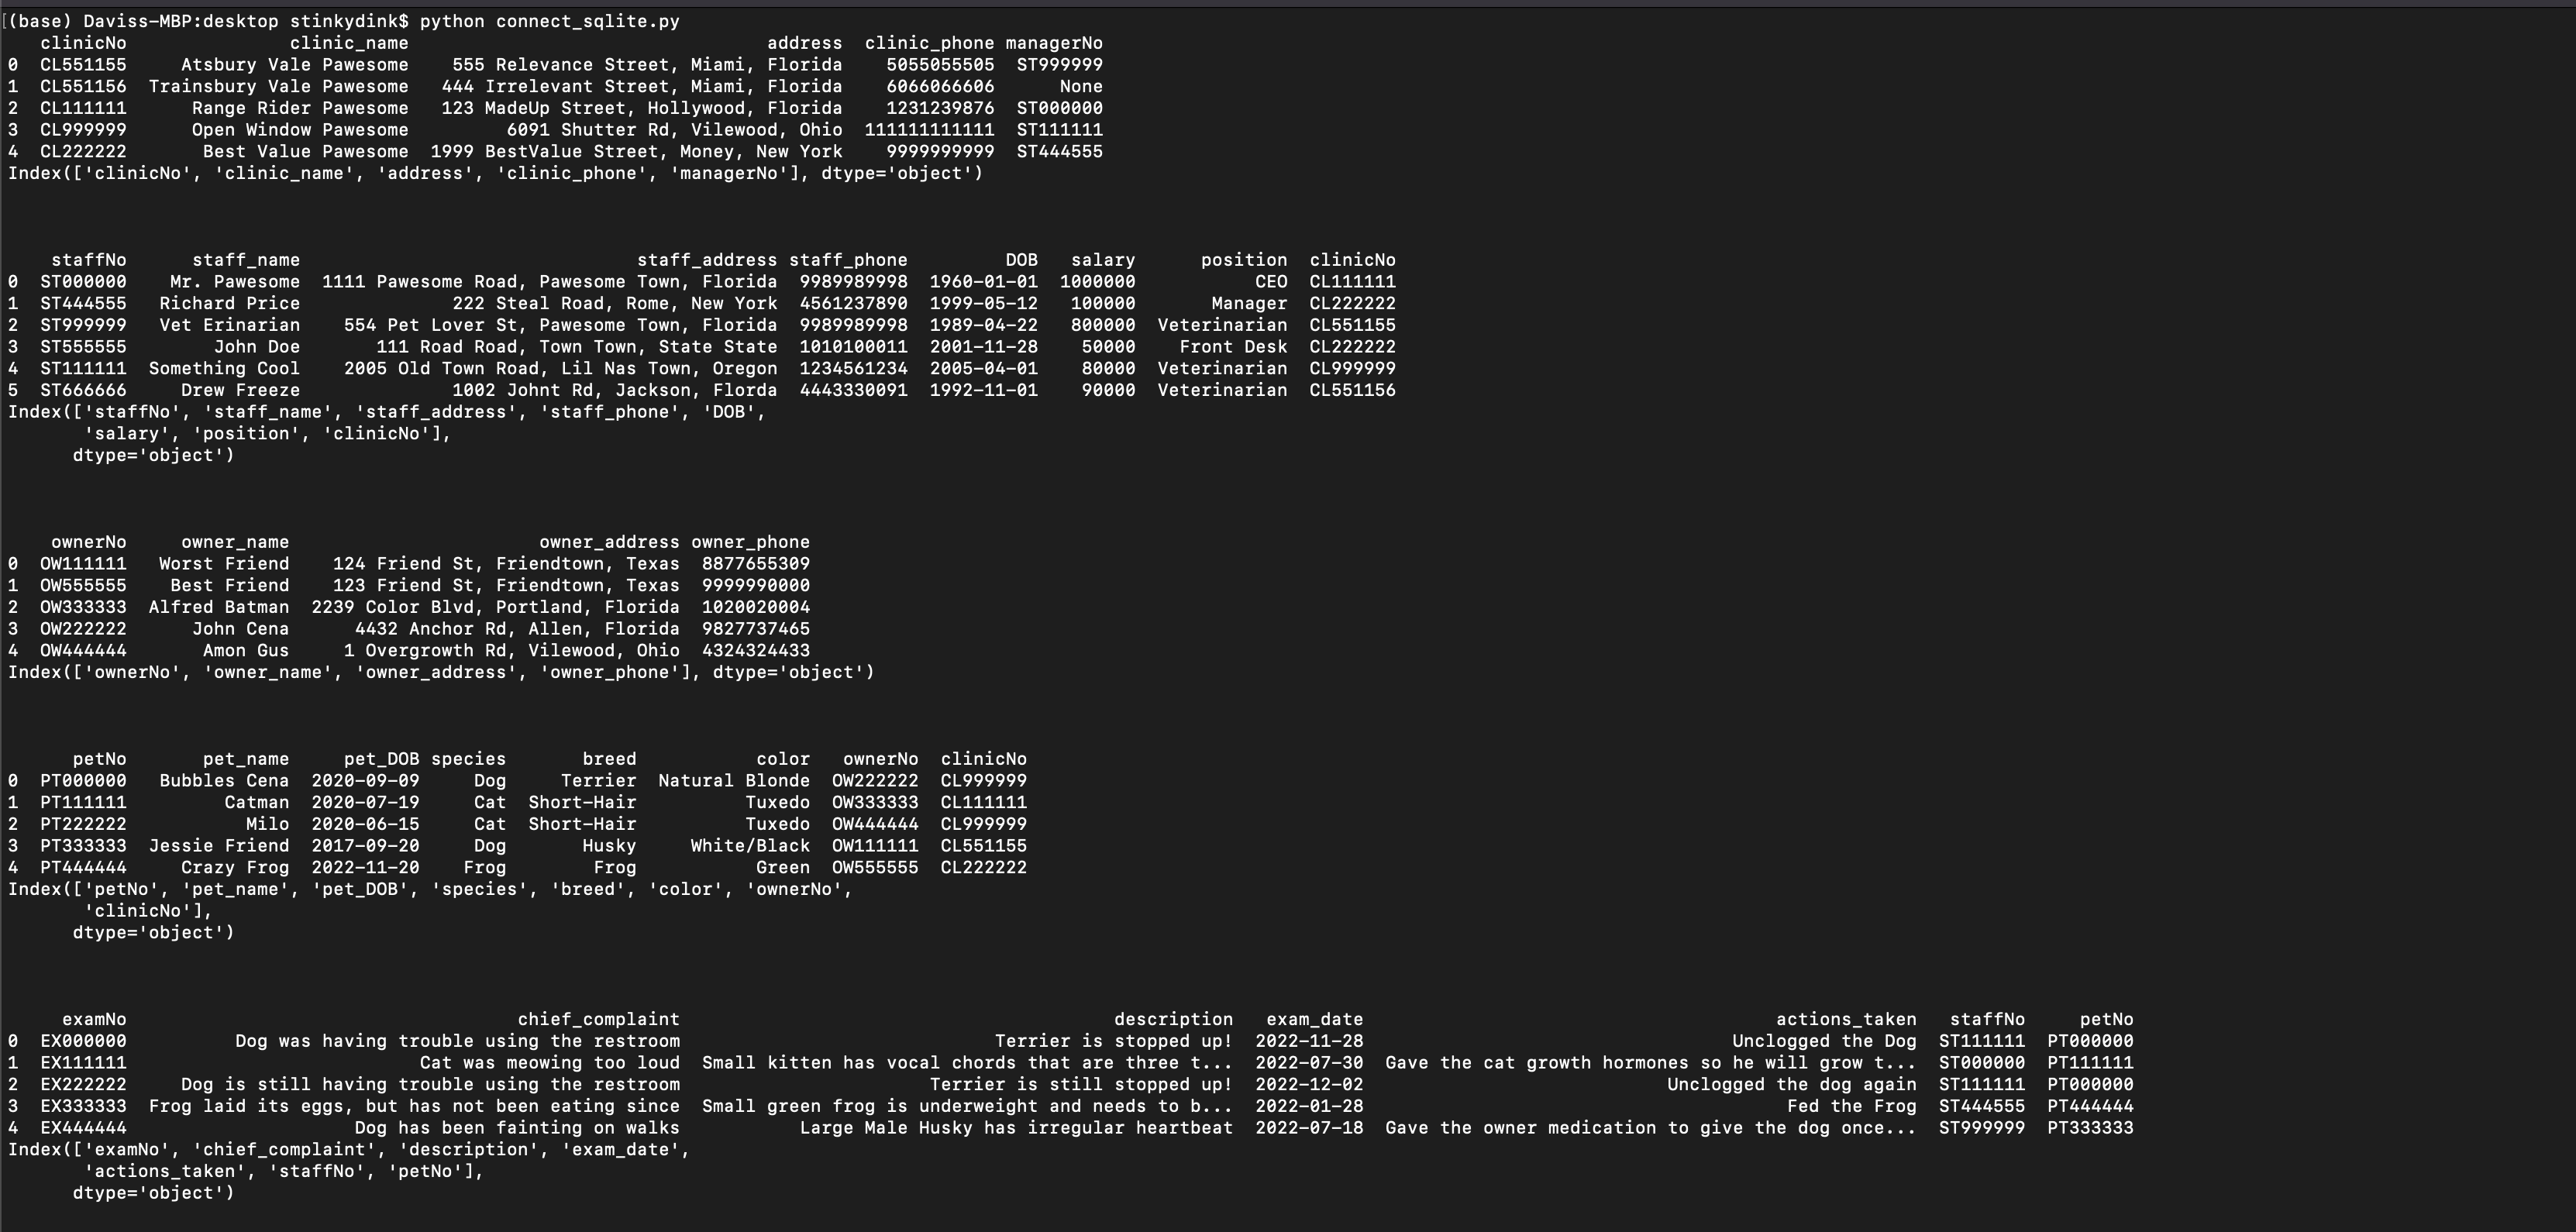 [(base) Daviss-MBP:desktop stinkydink$ python connect_sqlite.py
   clinicNo               clinic_name                                 address  clinic_phone managerNo
0  CL551155     Atsbury Vale Pawesome    555 Relevance Street, Miami, Florida    5055055505  ST999999
1  CL551156  Trainsbury Vale Pawesome   444 Irrelevant Street, Miami, Florida    6066066606      None
2  CL111111      Range Rider Pawesome   123 MadeUp Street, Hollywood, Florida    1231239876  ST000000
3  CL999999      Open Window Pawesome         6091 Shutter Rd, Vilewood, Ohio  111111111111  ST111111
4  CL222222       Best Value Pawesome  1999 BestValue Street, Money, New York    9999999999  ST444555
Index(['clinicNo', 'clinic_name', 'address', 'clinic_phone', 'managerNo'], dtype='object')
    staffNo      staff_name                               staff_address staff_phone         DOB   salary      position  clinicNo
0  ST000000    Mr. Pawesome  1111 Pawesome Road, Pawesome Town, Florida  9989989998  1960-01-01  1000000           CEO  CL111111
1  ST444555   Richard Price              222 Steal Road, Rome, New York  4561237890  1999-05-12   100000       Manager  CL222222
2  ST999999   Vet Erinarian    554 Pet Lover St, Pawesome Town, Florida  9989989998  1989-04-22   800000  Veterinarian  CL551155
3  ST555555        John Doe       111 Road Road, Town Town, State State  1010100011  2001-11-28    50000    Front Desk  CL222222
4  ST111111  Something Cool    2005 Old Town Road, Lil Nas Town, Oregon  1234561234  2005-04-01    80000  Veterinarian  CL999999
5  ST666666     Drew Freeze              1002 Johnt Rd, Jackson, Florda  4443330091  1992-11-01    90000  Veterinarian  CL551156
Index(['staffNo', 'staff_name', 'staff_address', 'staff_phone', 'DOB',
       'salary', 'position', 'clinicNo'],
      dtype='object')
    ownerNo     owner_name                       owner_address owner_phone
0  OW111111   Worst Friend    124 Friend St, Friendtown, Texas  8877655309
1  OW555555    Best Friend    123 Friend St, Friendtown, Texas  9999990000
2  OW333333  Alfred Batman  2239 Color Blvd, Portland, Florida  1020020004
3  OW222222      John Cena      4432 Anchor Rd, Allen, Florida  9827737465
4  OW444444       Amon Gus     1 Overgrowth Rd, Vilewood, Ohio  4324324433
Index(['ownerNo', 'owner_name', 'owner_address', 'owner_phone'], dtype='object')
      petNo       pet_name     pet_DOB species       breed           color   ownerNo  clinicNo
0  PT000000   Bubbles Cena  2020-09-09     Dog     Terrier  Natural Blonde  OW222222  CL999999
1  PT111111         Catman  2020-07-19     Cat  Short-Hair          Tuxedo  OW333333  CL111111
2  PT222222           Milo  2020-06-15     Cat  Short-Hair          Tuxedo  OW444444  CL999999
3  PT333333  Jessie Friend  2017-09-20     Dog       Husky     White/Black  OW111111  CL551155
4  PT444444     Crazy Frog  2022-11-20    Frog        Frog           Green  OW555555  CL222222
Index(['petNo', 'pet_name', 'pet_DOB', 'species', 'breed', 'color', 'ownerNo',
       'clinicNo'],
      dtype='object')
     examNo                                    chief_complaint                                        description   exam_date                                      actions_taken   staffNo     petNo
0  EX000000          Dog was having trouble using the restroom                             Terrier is stopped up!  2022-11-28                                  Unclogged the Dog  ST111111  PT000000
1  EX111111                           Cat was meowing too loud  Small kitten has vocal chords that are three t...  2022-07-30  Gave the cat growth hormones so he will grow t...  ST000000  PT111111
2  EX222222     Dog is still having trouble using the restroom                       Terrier is still stopped up!  2022-12-02                            Unclogged the dog again  ST111111  PT000000
3  EX333333  Frog laid its eggs, but has not been eating since  Small green frog is underweight and needs to b...  2022-01-28                                       Fed the Frog  ST444555  PT444444
4  EX444444                     Dog has been fainting on walks           Large Male Husky has irregular heartbeat  2022-07-18  Gave the owner medication to give the dog once...  ST999999  PT333333
Index(['examNo', 'chief_complaint', 'description', 'exam_date',
       'actions_taken', 'staffNo', 'petNo'],
      dtype='object')